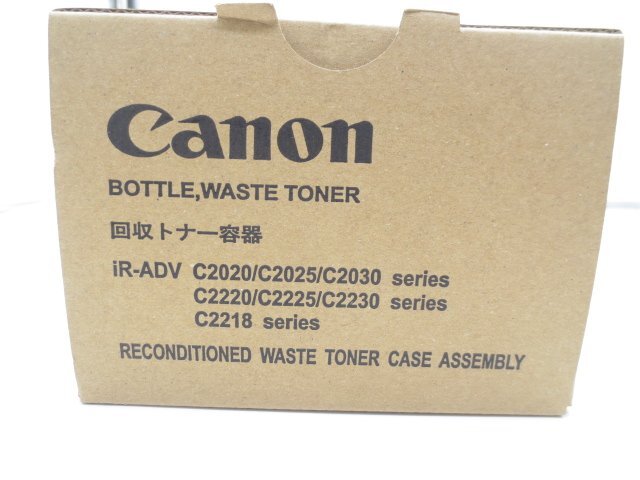 Canon
BOTTLE,WASTE TONER
回収トナー容器
iR-ADV C2020/C2025/C2030 series
C2220/C2225/C2230 series
C2218 series
RECONDITIONED WASTE TONER CASE ASSEMBLY